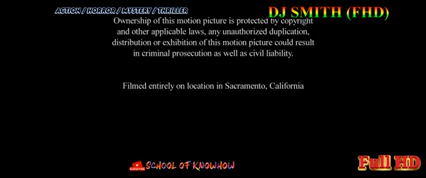 ACTION / HORROR / MYSTERY / THRILLER
DJ SMITH (FHD)
Ownership of this motion picture is protected by copyright
and other applicable laws, any unauthorized duplication,
distribution or exhibition of this motion picture could result
in criminal prosecution as well as civil liability.
Filmed entirely on location in Sacramento, California
SCHOOL OF KNOWHOW
Full HD